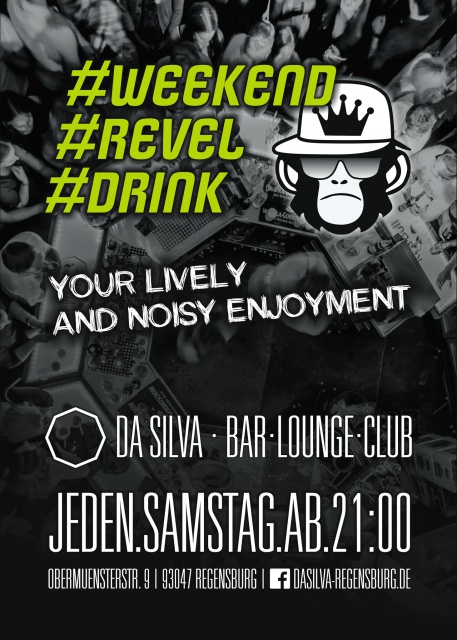 #WEEKEND
#REVEL
#DRINK
YOUR LIVELY
AND NOISY ENJOYMENT
DA SILVA · BAR·LOUNGE·CLUB
JEDEN.SAMSTAG.AB.21:00
OBERMUENSTERSTR. 9 | 93047 REGENSBURG | f DASILVA-REGENSBURG.DE